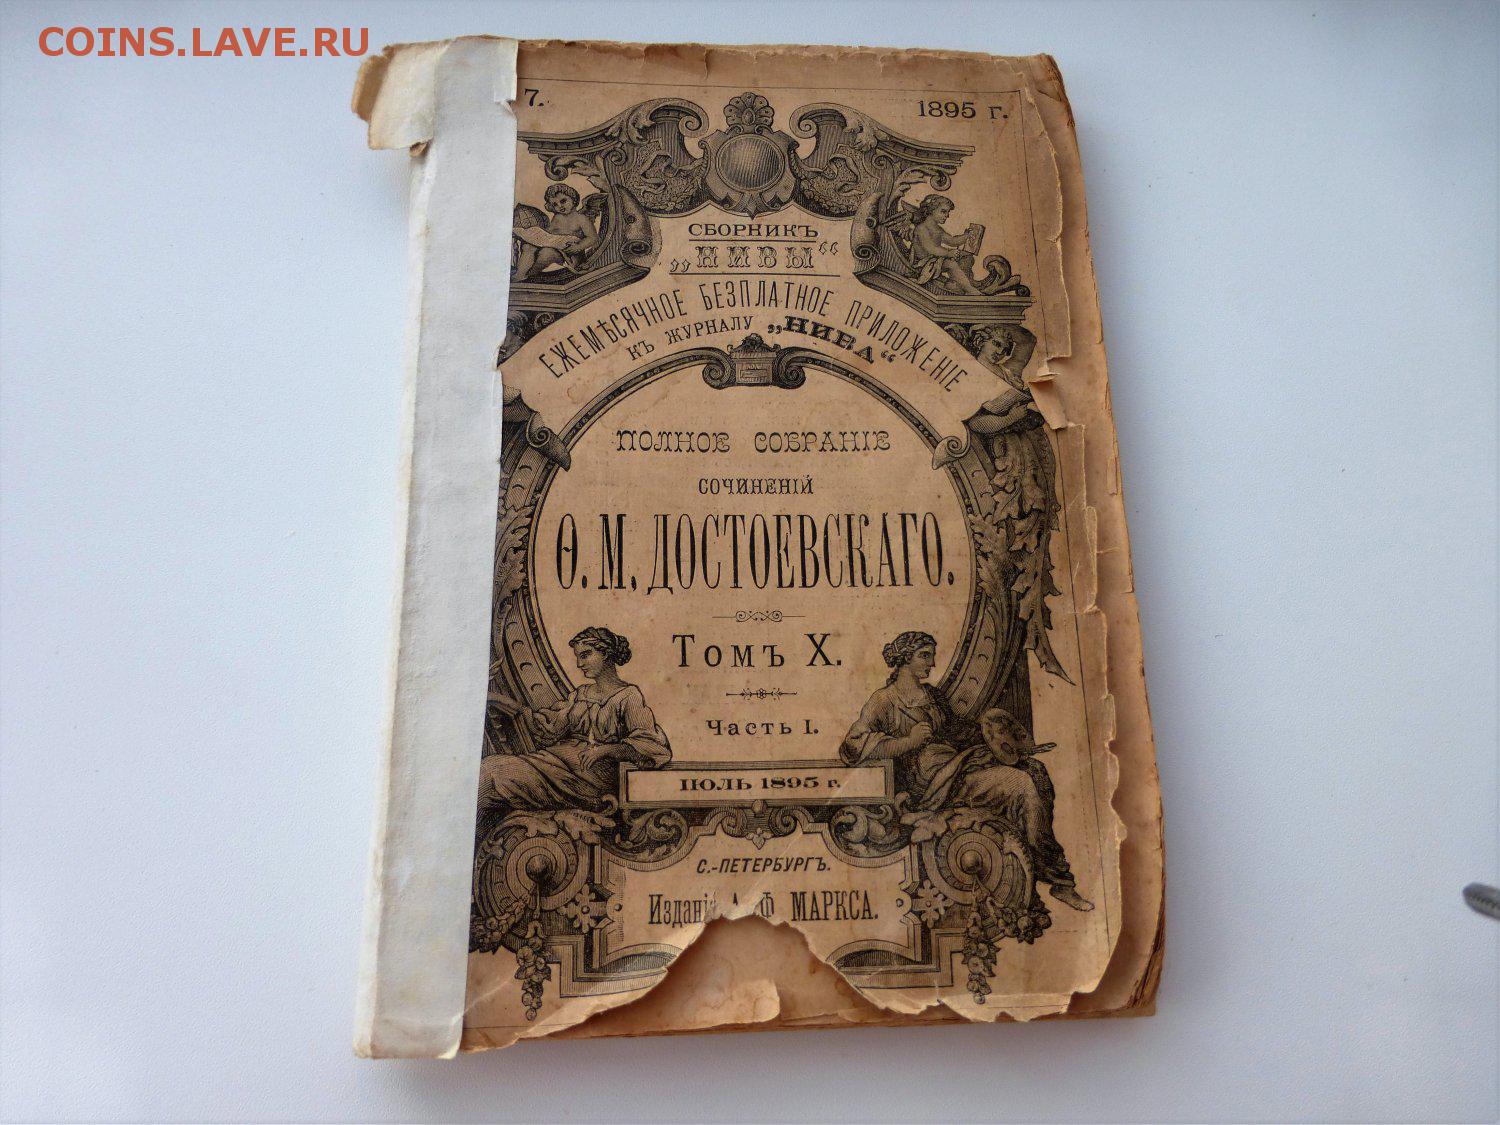 COINS.LAVE.RU
7.
1895 г.
СБОРНИКЪ
„НИВЫ“
ЕЖЕМѢСЯЧНОЕ БЕЗПЛАТНОЕ ПРИЛОЖЕНІЕ
КЪ ЖУРНАЛУ „НИВА“
ПОЛНОЕ СОБРАНІЕ
СОЧИНЕНІЙ
Ѳ. М. ДОСТОЕВСКАГО.
Томъ X.
Часть I.
ІЮЛЬ 1895 г.
С.-ПЕТЕРБУРГЪ.
Ф. МАРКСА.